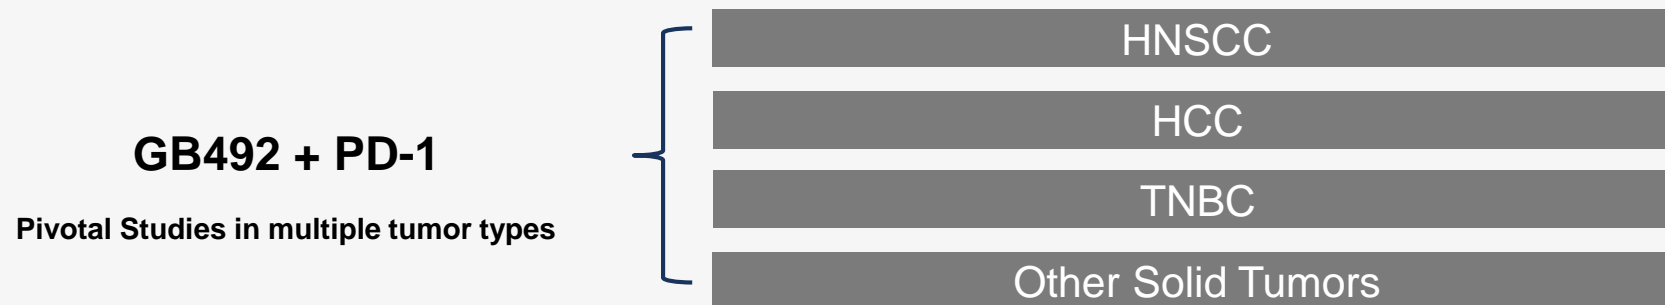 GB492 + PD-1
Pivotal Studies in multiple tumor types
HNSCC
HCC
TNBC
Other Solid Tumors